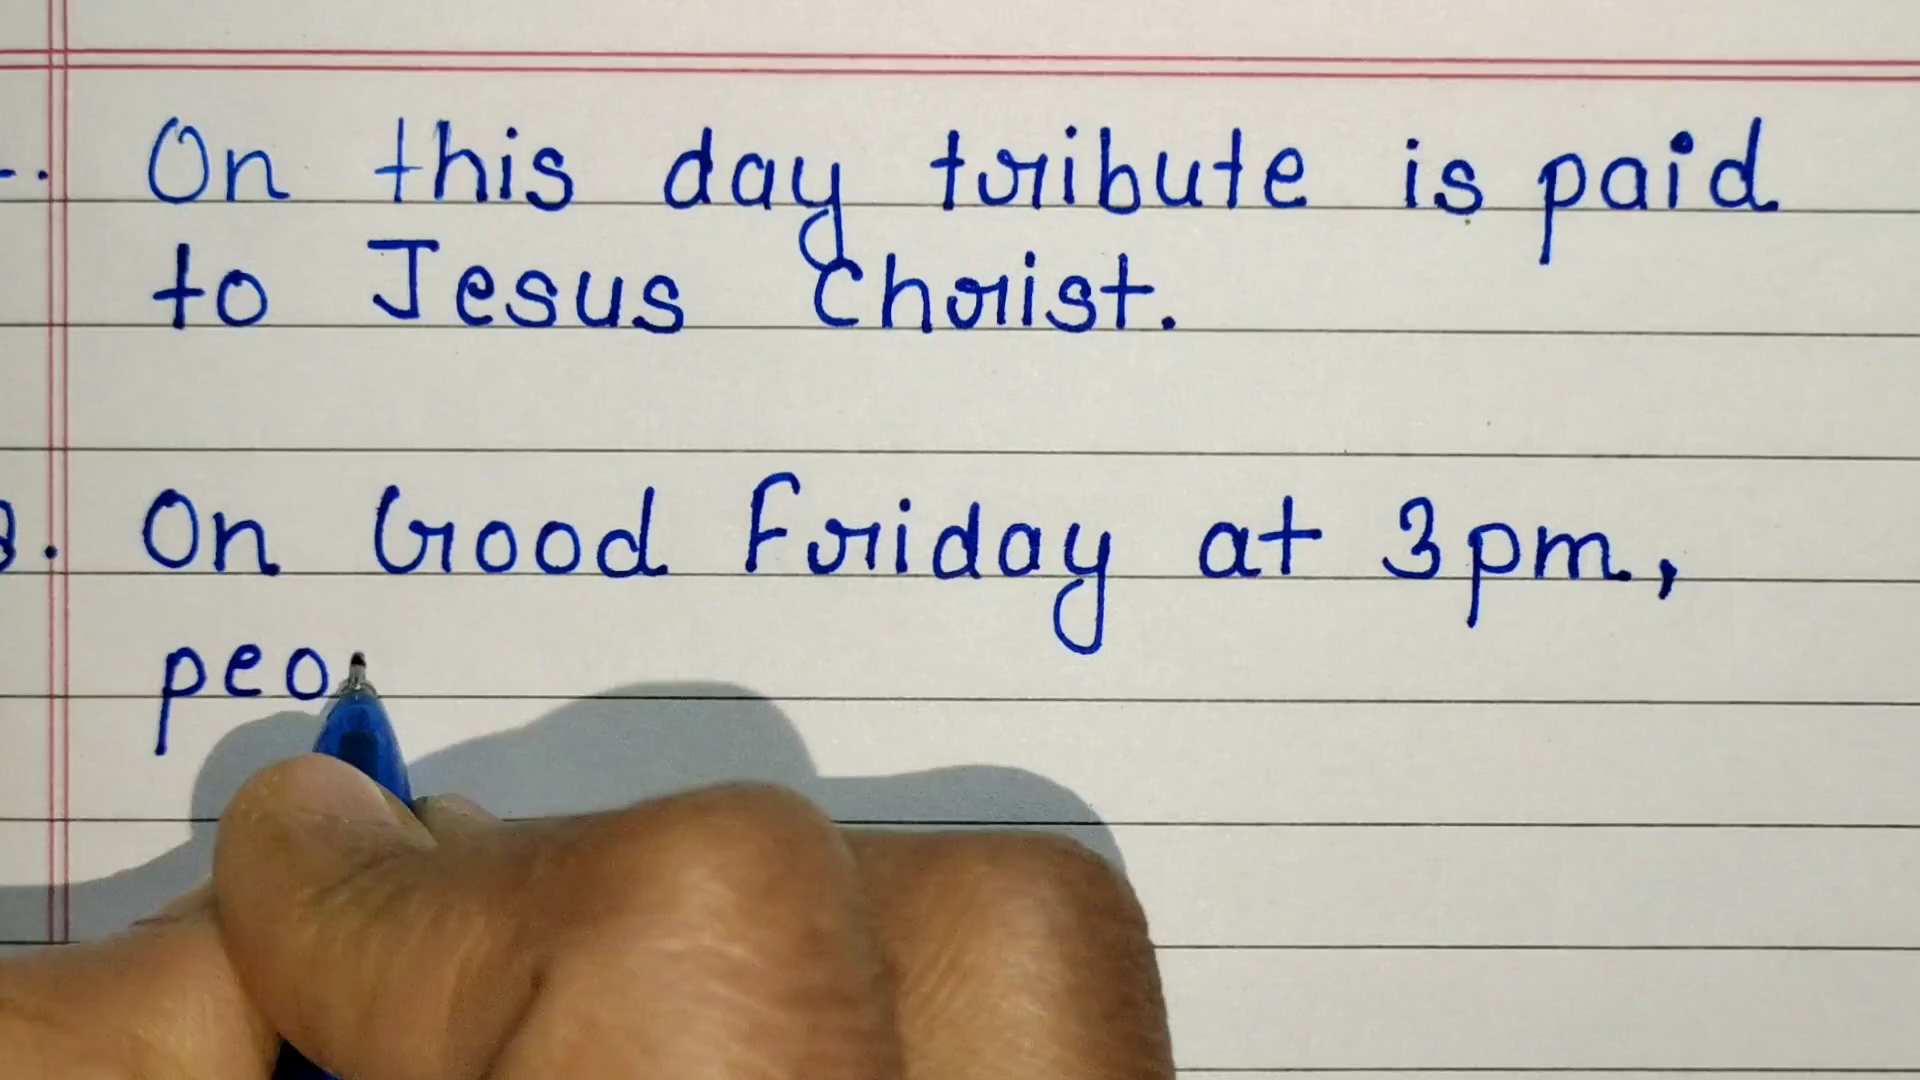 On this day tribute is paid
to Jesus Christ.
On Good Friday at 3pm.,
peo